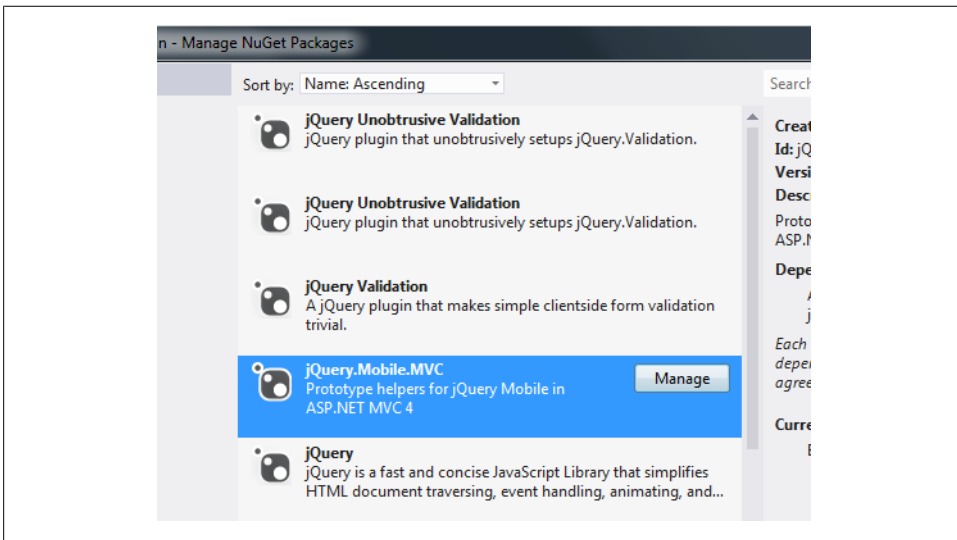 n - Manage NuGet Packages
Sort by: Name: Ascending
Search
jQuery Unobtrusive Validation
jQuery plugin that unobtrusively setups jQuery.Validation.
jQuery Unobtrusive Validation
jQuery plugin that unobtrusively setups jQuery.Validation.
jQuery Validation
A jQuery plugin that makes simple clientside form validation
trivial.
jQuery.Mobile.MVC
Prototype helpers for jQuery Mobile in
ASP.NET MVC 4
Manage
jQuery
jQuery is a fast and concise JavaScript Library that simplifies
HTML document traversing, event handling, animating, and...
Creat
Id: jQ
Versi
Descr
Proto
ASP.N
Depe
j
Each
depe
agree
Curre